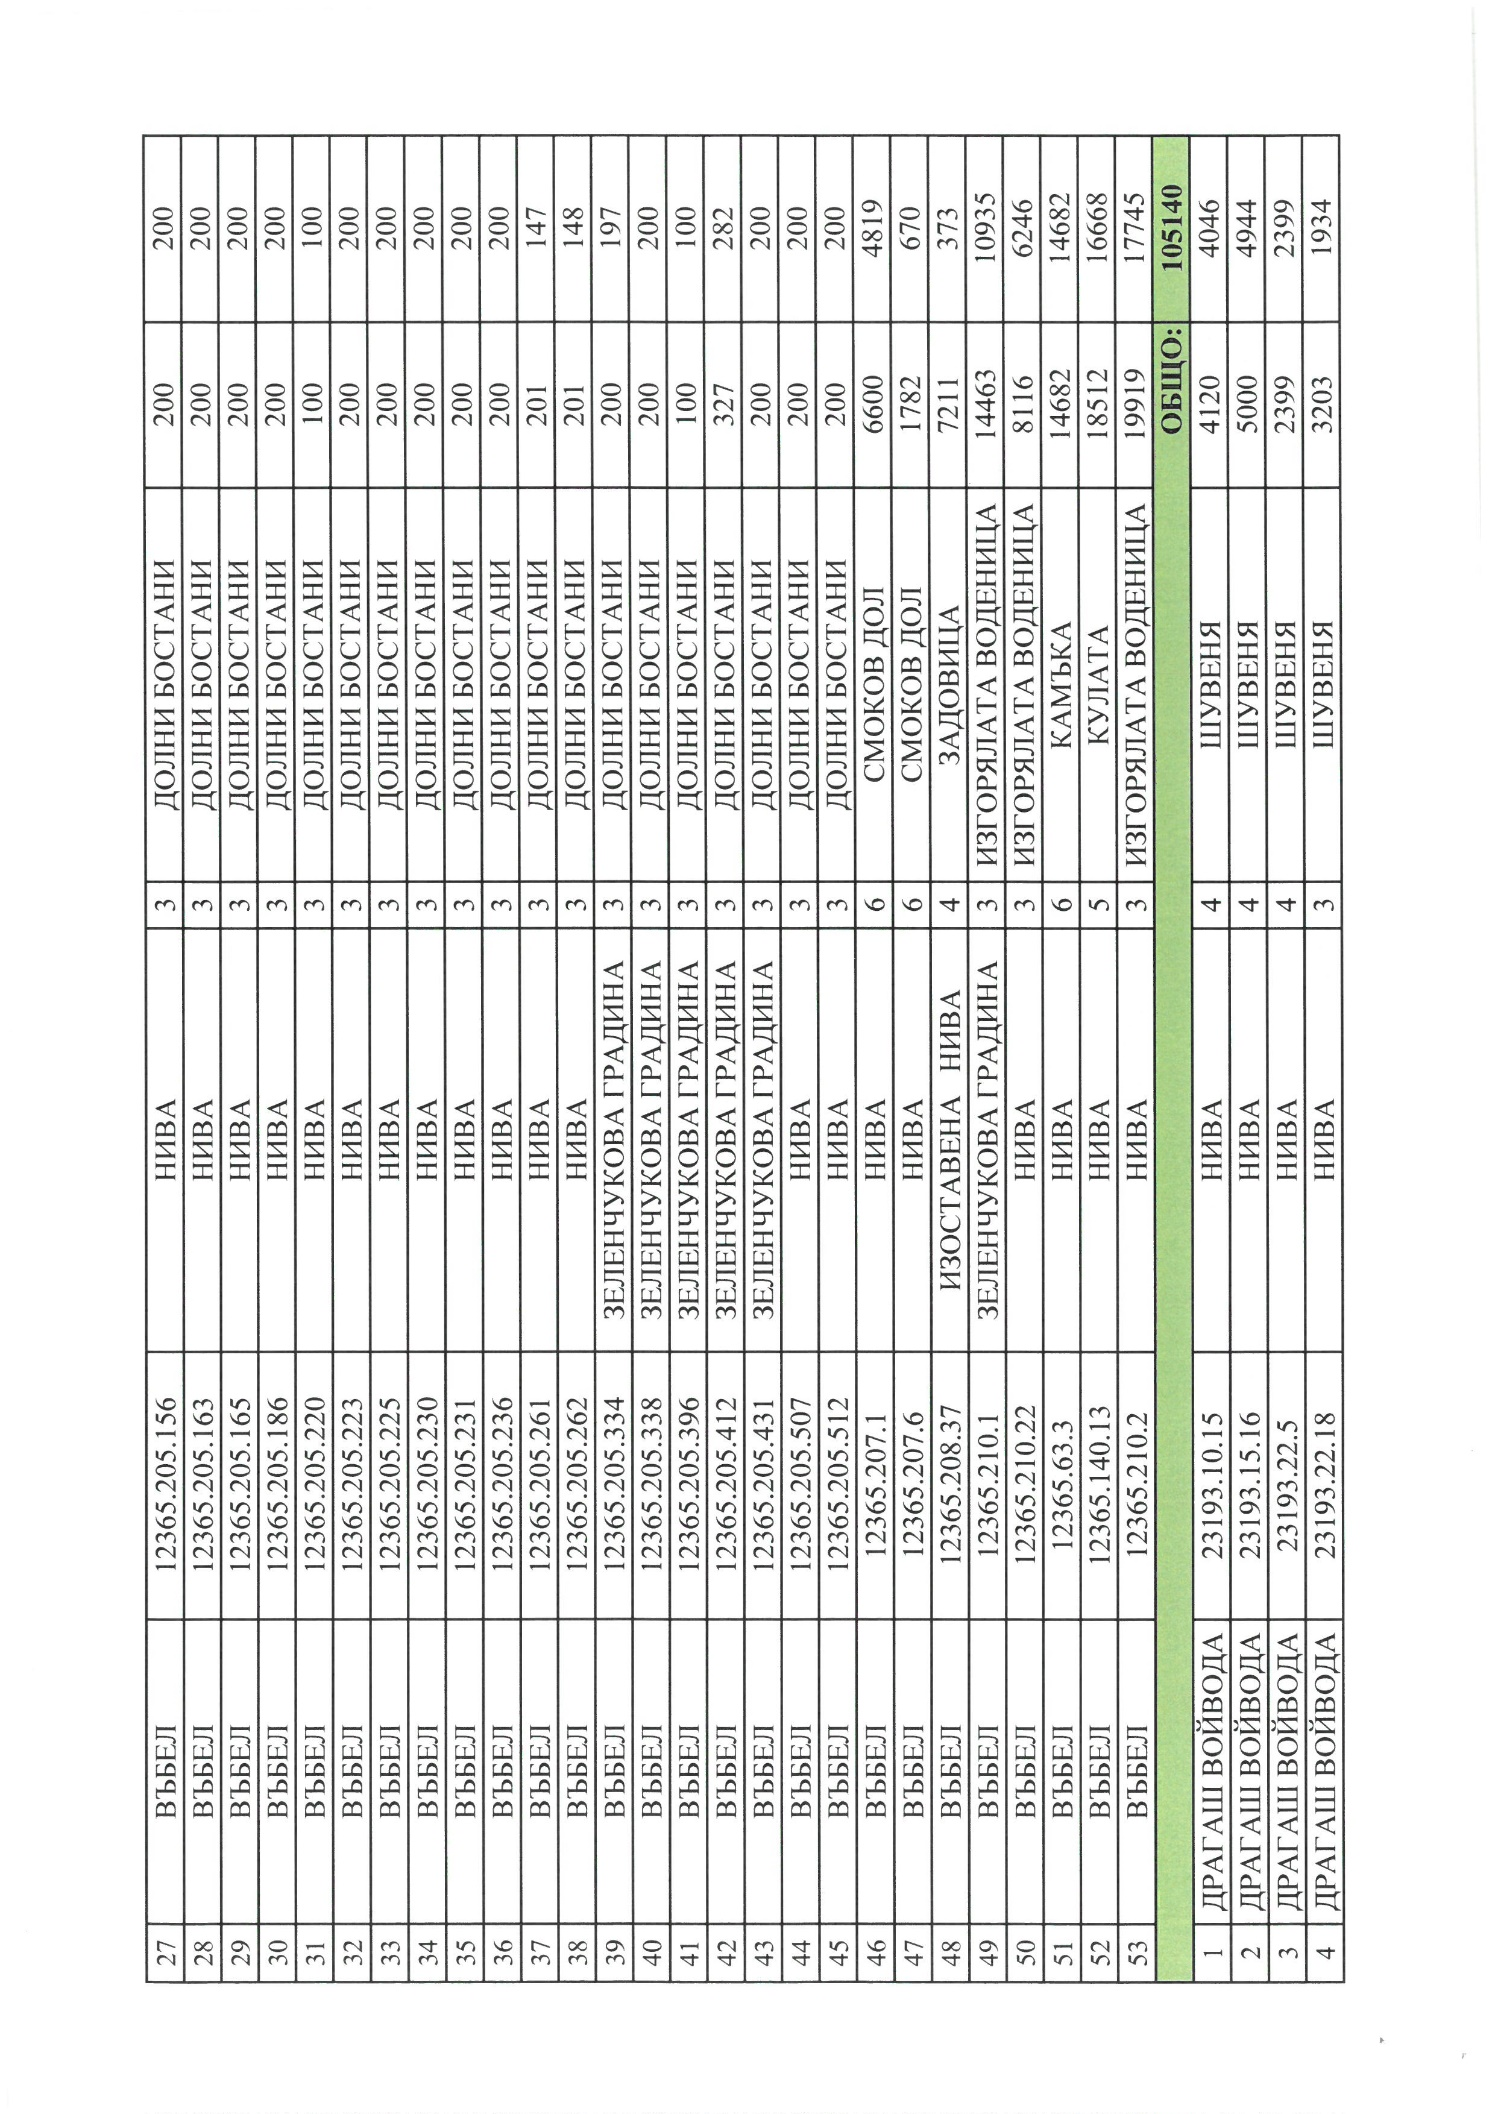 27 ВЪБЕЛ 12365.205.156 НИВА 3 ДОЛНИ БОСТАНИ 200 200
28 ВЪБЕЛ 12365.205.163 НИВА 3 ДОЛНИ БОСТАНИ 200 200
29 ВЪБЕЛ 12365.205.165 НИВА 3 ДОЛНИ БОСТАНИ 200 200
30 ВЪБЕЛ 12365.205.186 НИВА 3 ДОЛНИ БОСТАНИ 200 200
31 ВЪБЕЛ 12365.205.220 НИВА 3 ДОЛНИ БОСТАНИ 100 100
32 ВЪБЕЛ 12365.205.223 НИВА 3 ДОЛНИ БОСТАНИ 200 200
33 ВЪБЕЛ 12365.205.225 НИВА 3 ДОЛНИ БОСТАНИ 200 200
34 ВЪБЕЛ 12365.205.230 НИВА 3 ДОЛНИ БОСТАНИ 200 200
35 ВЪБЕЛ 12365.205.231 НИВА 3 ДОЛНИ БОСТАНИ 200 200
36 ВЪБЕЛ 12365.205.236 НИВА 3 ДОЛНИ БОСТАНИ 200 200
37 ВЪБЕЛ 12365.205.261 НИВА 3 ДОЛНИ БОСТАНИ 201 147
38 ВЪБЕЛ 12365.205.262 НИВА 3 ДОЛНИ БОСТАНИ 201 148
39 ВЪБЕЛ 12365.205.334 ЗЕЛЕНЧУКОВА ГРАДИНА 3 ДОЛНИ БОСТАНИ 200 197
40 ВЪБЕЛ 12365.205.338 ЗЕЛЕНЧУКОВА ГРАДИНА 3 ДОЛНИ БОСТАНИ 200 200
41 ВЪБЕЛ 12365.205.396 ЗЕЛЕНЧУКОВА ГРАДИНА 3 ДОЛНИ БОСТАНИ 100 100
42 ВЪБЕЛ 12365.205.412 ЗЕЛЕНЧУКОВА ГРАДИНА 3 ДОЛНИ БОСТАНИ 327 282
43 ВЪБЕЛ 12365.205.431 ЗЕЛЕНЧУКОВА ГРАДИНА 3 ДОЛНИ БОСТАНИ 200 200
44 ВЪБЕЛ 12365.205.507 НИВА 3 ДОЛНИ БОСТАНИ 200 200
45 ВЪБЕЛ 12365.205.512 НИВА 3 ДОЛНИ БОСТАНИ 200 200
46 ВЪБЕЛ 12365.207.1 НИВА 6 СМОКОВ ДОЛ 6600 4819
47 ВЪБЕЛ 12365.207.6 НИВА 6 СМОКОВ ДОЛ 1782 670
48 ВЪБЕЛ 12365.208.37 ИЗОСТАВЕНА НИВА 4 ЗАДОВИЦА 7211 373
49 ВЪБЕЛ 12365.210.1 ЗЕЛЕНЧУКОВА ГРАДИНА 3 ИЗГОРЯЛАТА ВОДЕНИЦА 14463 10935
50 ВЪБЕЛ 12365.210.22 НИВА 3 ИЗГОРЯЛАТА ВОДЕНИЦА 8116 6246
51 ВЪБЕЛ 12365.63.3 НИВА 6 КАМЪКА 14682 14682
52 ВЪБЕЛ 12365.140.13 НИВА 5 КУЛАТА 18512 16668
53 ВЪБЕЛ 12365.210.2 НИВА 3 ИЗГОРЯЛАТА ВОДЕНИЦА 19919 17745
ОБЩО: 105140
1 ДРАГАШ ВОЙВОДА 23193.10.15 НИВА 4 ШУВЕНЯ 4120 4046
2 ДРАГАШ ВОЙВОДА 23193.15.16 НИВА 4 ШУВЕНЯ 5000 4944
3 ДРАГАШ ВОЙВОДА 23193.22.5 НИВА 4 ШУВЕНЯ 2399 2399
4 ДРАГАШ ВОЙВОДА 23193.22.18 НИВА 3 ШУВЕНЯ 3203 1934